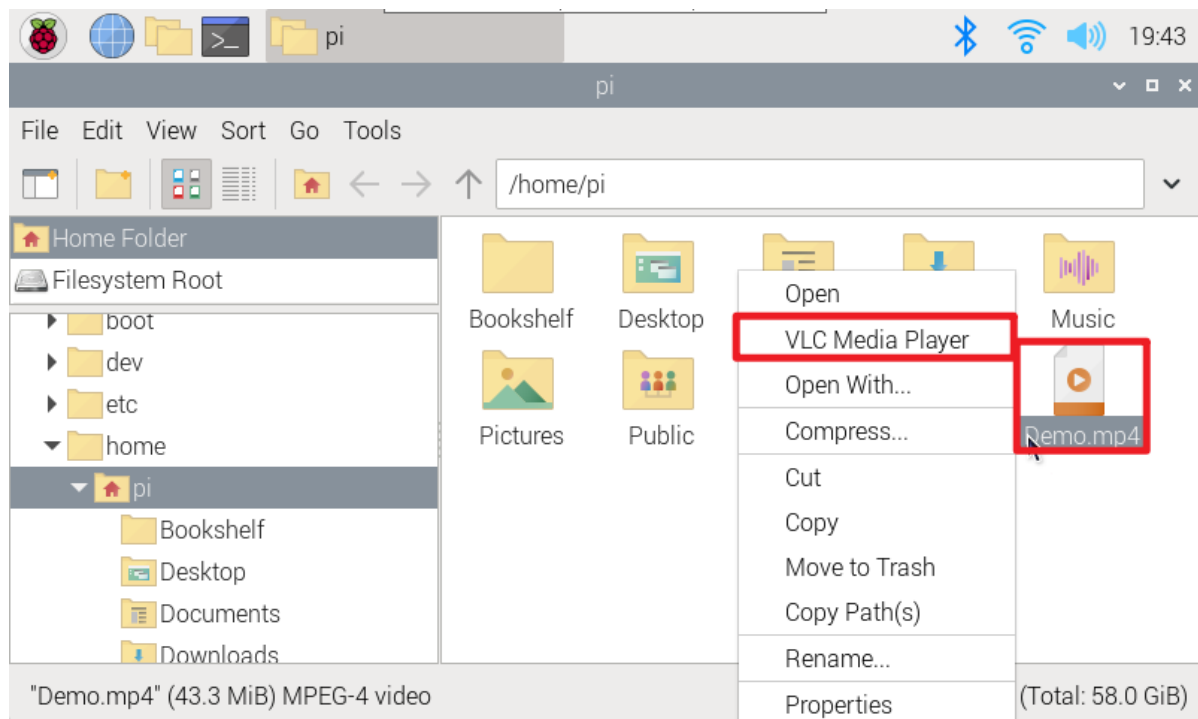 pi
19:43
pi
File Edit View Sort Go Tools
/home/pi
Home Folder
Filesystem Root
boot
dev
etc
home
pi
Bookshelf
Desktop
Documents
Downloads
Bookshelf
Desktop
Music
Pictures
Public
Demo.mp4
Open
VLC Media Player
Open With...
Compress...
Cut
Copy
Move to Trash
Copy Path(s)
Rename...
Properties
"Demo.mp4" (43.3 MiB) MPEG-4 video
(Total: 58.0 GiB)